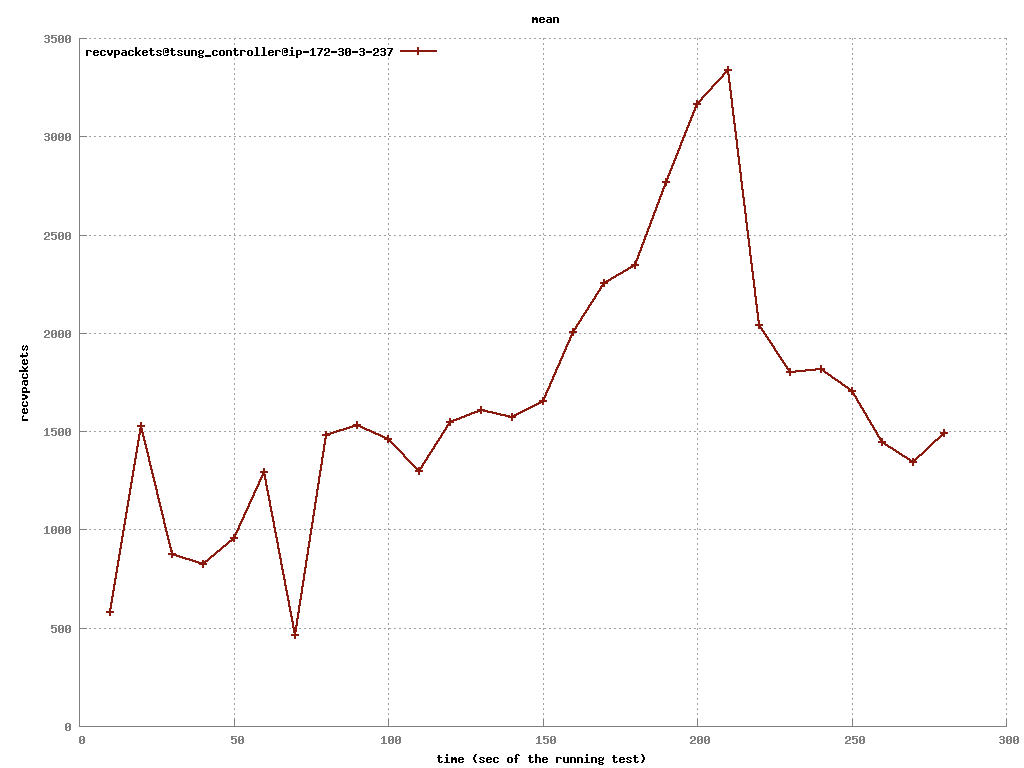 mean
3500
recvpackets@tsung_controller@ip-172-30-3-237
3000
2500
2000
recvpackets
1500
1000
500
0
0 50 100 150 200 250 300
time (sec of the running test)